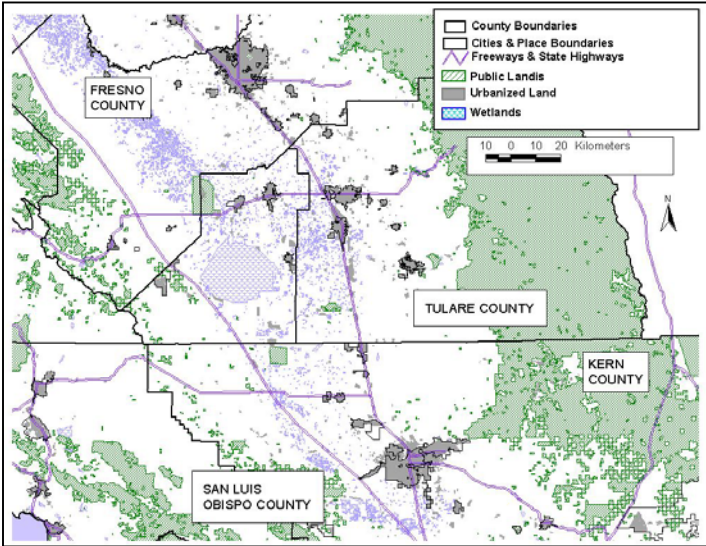 County Boundaries
Cities & Place Boundaries
Freeways & State Highways
Public Landis
Urbanized Land
Wetlands
FRESNO
COUNTY
10 0 10 20 Kilometers
N
TULARE COUNTY
KERN
COUNTY
SAN LUIS
OBISPO COUNTY